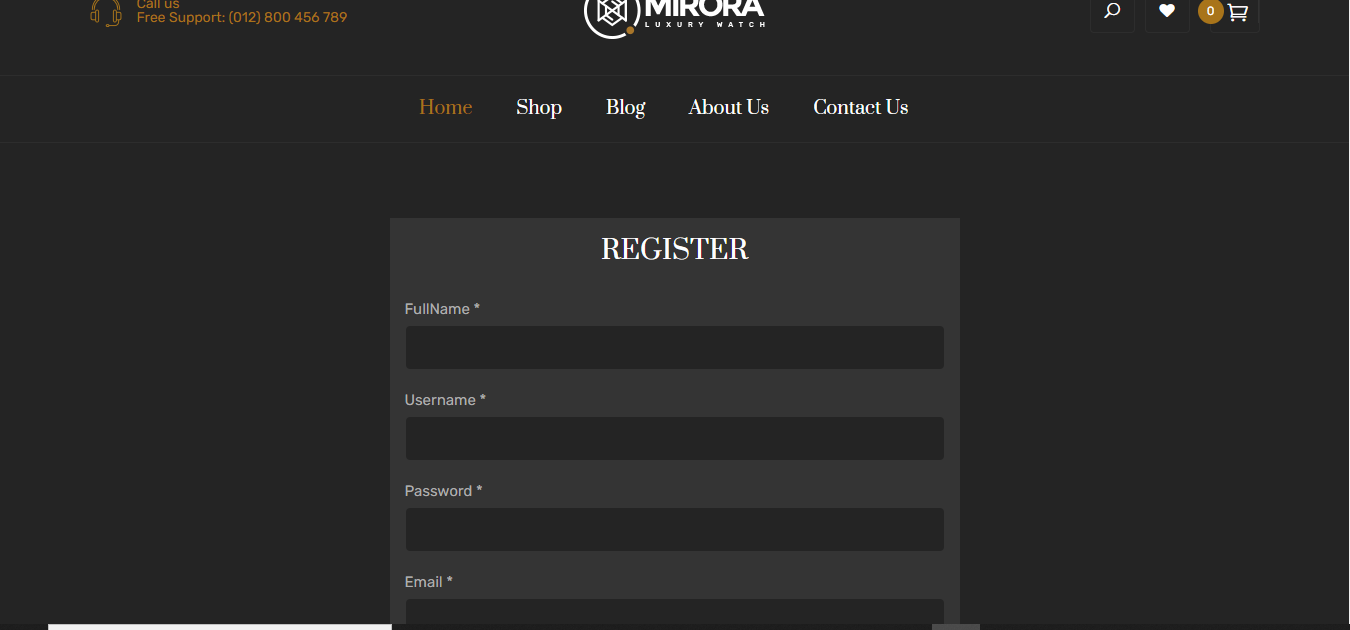 Call us
Free Support: (012) 800 456 789
MIRORA
LUXURY WATCH
0
Home
Shop
Blog
About Us
Contact Us
REGISTER
FullName *
Username *
Password *
Email *